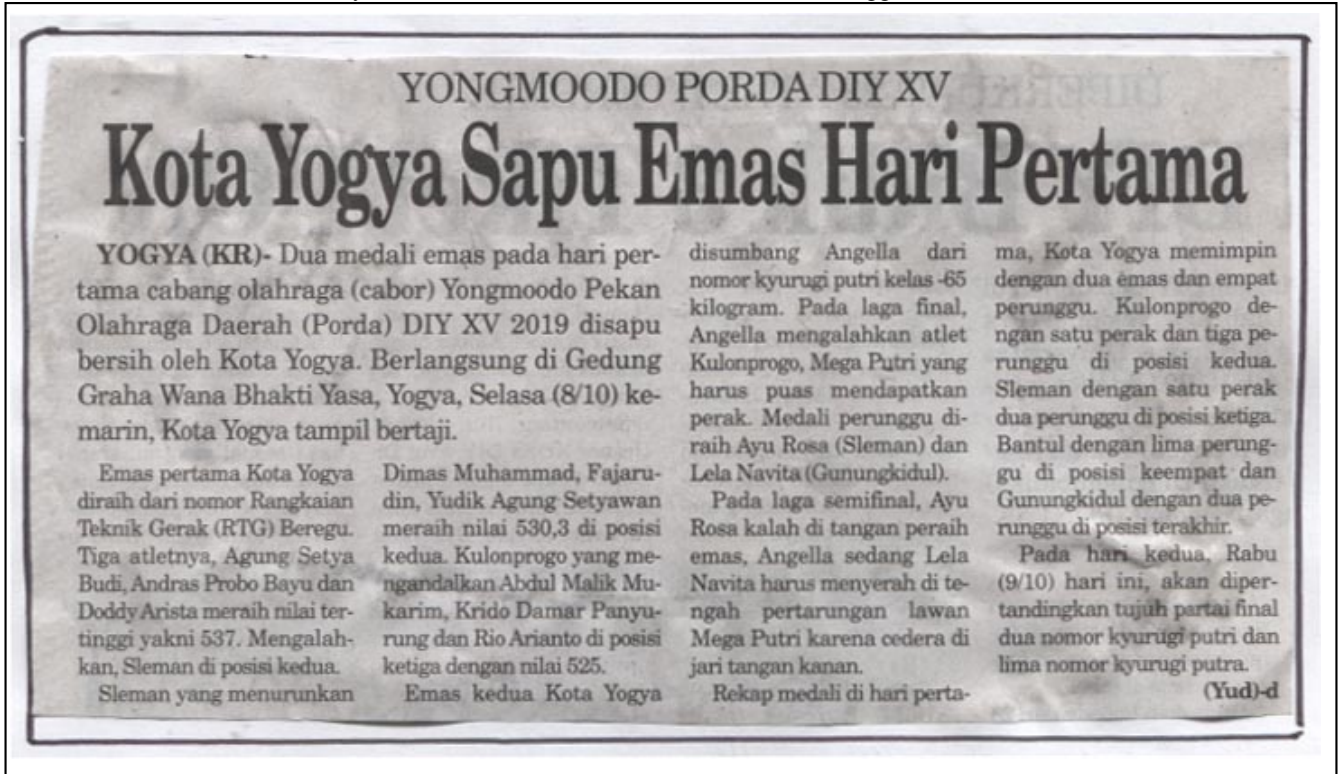 YONGMOODO PORDA DIY XV
Kota Yogya Sapu Emas Hari Pertama
YOGYA (KR)- Dua medali emas pada hari per-
tama cabang olahraga (cabor) Yongmoodo Pekan
Olahraga Daerah (Porda) DIY XV 2019 disapu
bersih oleh Kota Yogya. Berlangsung di Gedung
Graha Wana Bhakti Yasa, Yogya, Selasa (8/10) ke-
marin, Kota Yogya tampil bertaji.
Emas pertama Kota Yogya
diraih dari nomor Rangkaian
Teknik Gerak (RTG) Beregu.
Tiga atletnya, Agung Setya
Budi, Andras Probo Bayu dan
Doddy Arista meraih nilai ter-
tinggi yakni 537. Mengalah-
kan, Sleman di posisi kedua.
Sleman yang menurunkan
Dimas Muhammad, Fajaru-
din, Yudik Agung Setyawan
meraih nilai 530,3 di posisi
kedua. Kulonprogo yang me-
ngandalkan Abdul Malik Mu-
karim, Krido Damar Panyu-
rung dan Rio Arianto di posisi
ketiga dengan nilai 525.
Emas kedua Kota Yogya
disumbang Angella dari
nomor kyurugi putri kelas -65
kilogram. Pada laga final,
Angella mengalahkan atlet
Kulonprogo, Mega Putri yang
harus puas mendapatkan
perak. Medali perunggu di-
raih Ayu Rosa (Sleman) dan
Lela Navita (Gunungkidul).
Pada laga semifinal, Ayu
Rosa kalah di tangan peraih
emas, Angella sedang Lela
Navita harus menyerah di te-
ngah pertarungan lawan
Mega Putri karena cedera di
jari tangan kanan.
Rekap medali di hari perta-
ma, Kota Yogya memimpin
dengan dua emas dan empat
perunggu. Kulonprogo de-
ngan satu perak dan tiga pe-
runggu di posisi kedua.
Sleman dengan satu perak
dua perunggu di posisi ketiga.
Bantul dengan lima perung-
gu di posisi keempat dan
Gunungkidul dengan dua pe-
runggu di posisi terakhir.
Pada hari kedua, Rabu
(9/10) hari ini, akan diper-
tandingkan tujuh partai final
dua nomor kyurugi putri dan
lima nomor kyurugi putra.
(Yud)-d